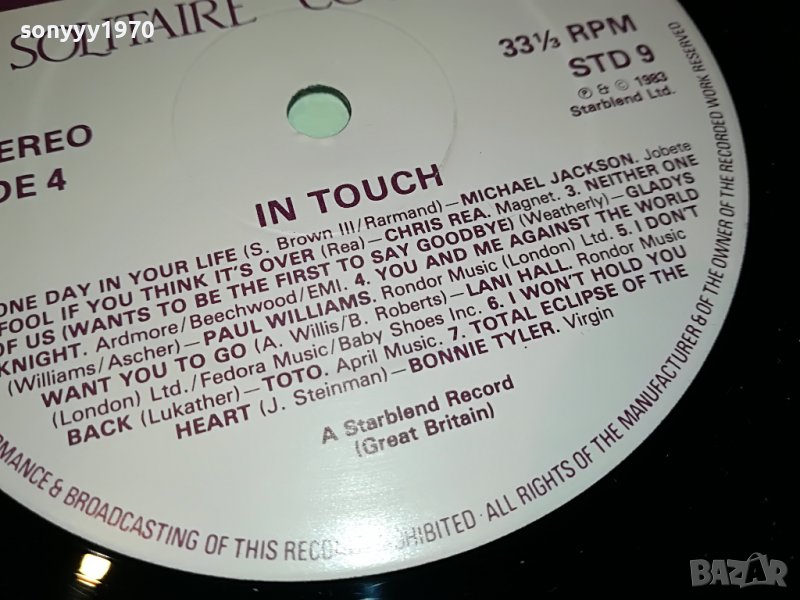 sonyyy1970
SOLITAIRE CO
33⅓ RPM
STD 9
℗ & © 1983
Starblend Ltd.
EREO
DE 4
IN TOUCH
ONE DAY IN YOUR LIFE (S. Brown III/Rarmand)—MICHAEL JACKSON. Jobete
FOOL IF YOU THINK IT'S OVER (Rea)—CHRIS REA. Magnet. 3. NEITHER ONE
OF US (WANTS TO BE THE FIRST TO SAY GOODBYE) (Weatherly)—GLADYS
KNIGHT. Ardmore/Beechwood/EMI. 4. YOU AND ME AGAINST THE WORLD
(Williams/Ascher)—PAUL WILLIAMS. Rondor Music (London) Ltd. 5. I DON'T
WANT YOU TO GO (A. Willis/B. Roberts)—LANI HALL. Rondor Music
(London) Ltd./Fedora Music/Baby Shoes Inc. 6. I WON'T HOLD YOU
BACK (Lukather)—TOTO. April Music. 7. TOTAL ECLIPSE OF THE
HEART (J. Steinman)—BONNIE TYLER. Virgin
A Starblend Record
(Great Britain)
RMANCE & BROADCASTING OF THIS RECORD PROHIBITED · ALL RIGHTS OF THE MANUFACTURER & OF THE OWNER OF THE RECORDED WORK RESERVED
BAZAR